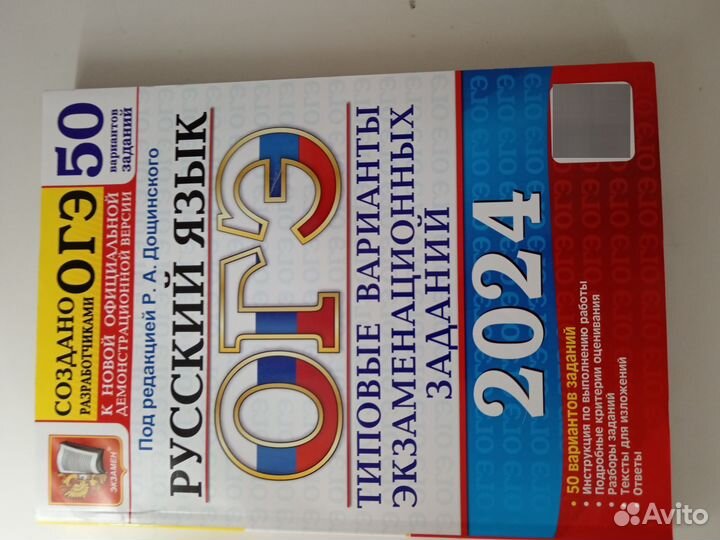 СОЗДАНО
РАЗРАБОТЧИКАМИ
ОГЭ
50
вариантов
заданий
К НОВОЙ ОФИЦИАЛЬНОЙ
ДЕМОНСТРАЦИОННОЙ ВЕРСИИ
ЭКЗАМЕН
Под редакцией Р. А. Дощинского
РУССКИЙ ЯЗЫК
ОГЭ
ТИПОВЫЕ ВАРИАНТЫ
ЭКЗАМЕНАЦИОННЫХ
ЗАДАНИЙ
2024
• 50 вариантов заданий
• Инструкция по выполнению работы
• Подробные критерии оценивания
• Разборы заданий
• Тексты для изложений
• Ответы
Avito